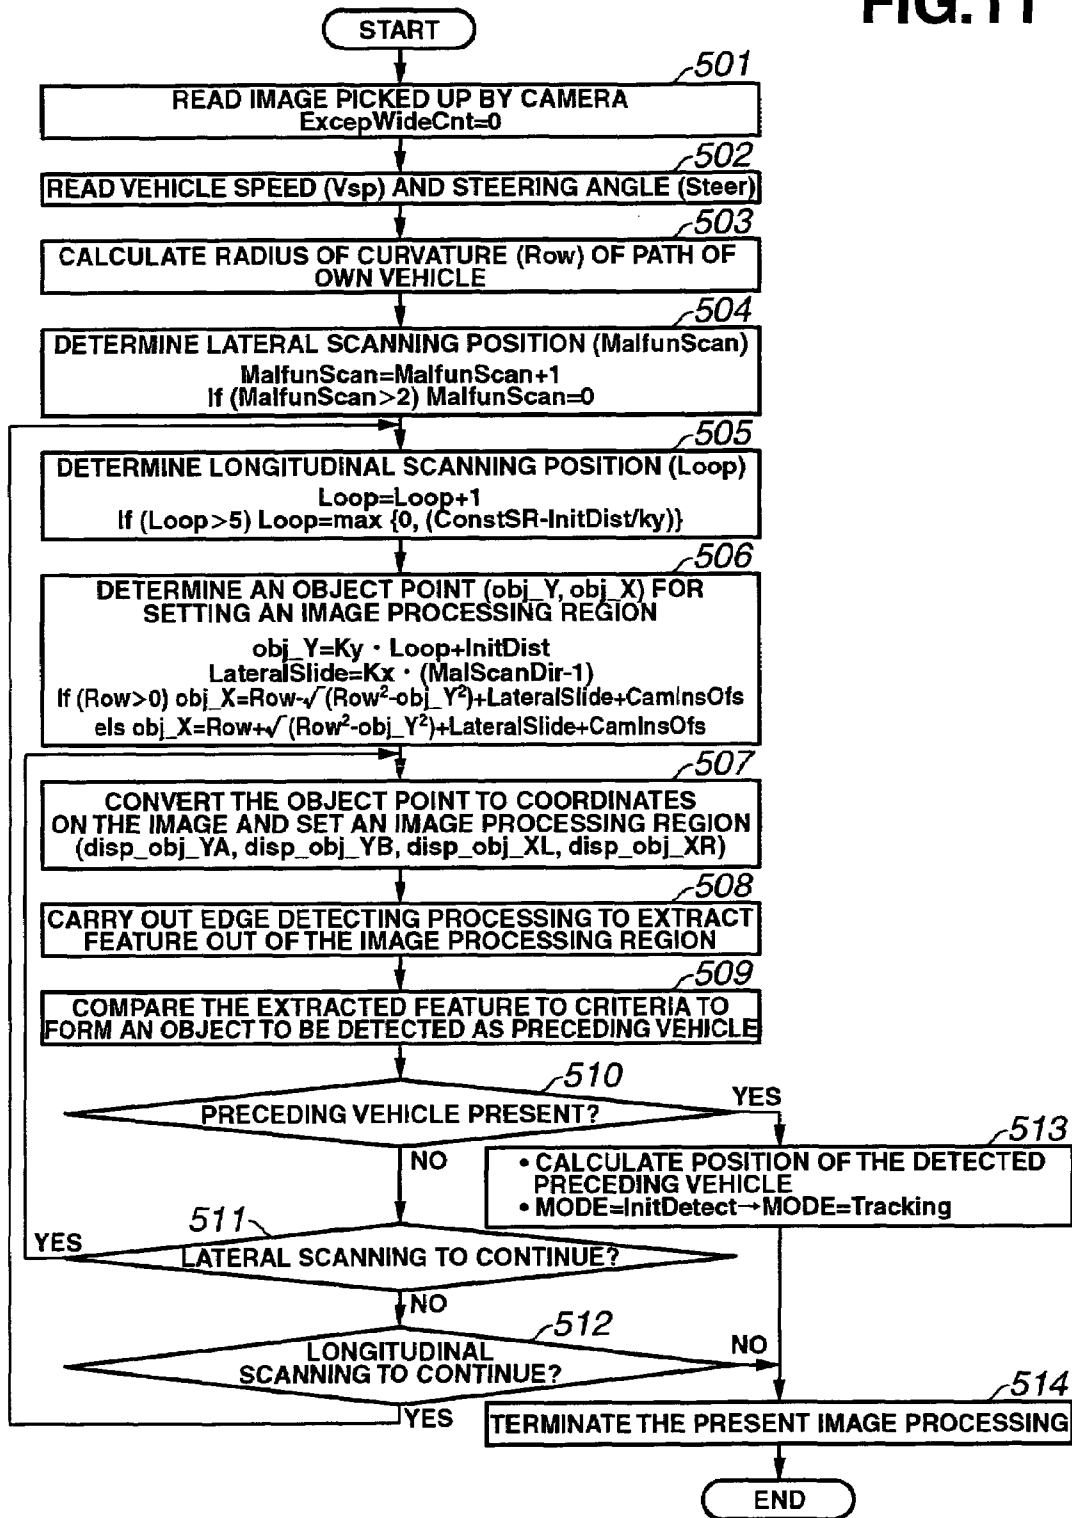 FIG.11
START
501
READ IMAGE PICKED UP BY CAMERA
ExcepWideCnt=0
502
READ VEHICLE SPEED (Vsp) AND STEERING ANGLE (Steer)
503
CALCULATE RADIUS OF CURVATURE (Row) OF PATH OF
OWN VEHICLE
504
DETERMINE LATERAL SCANNING POSITION (MalfunScan)
MalfunScan=MalfunScan+1
If (MalfunScan>2) MalfunScan=0
505
DETERMINE LONGITUDINAL SCANNING POSITION (Loop)
Loop=Loop+1
If (Loop>5) Loop=max {0, (ConstSR-InitDist/ky)}
506
DETERMINE AN OBJECT POINT (obj_Y, obj_X) FOR
SETTING AN IMAGE PROCESSING REGION
obj_Y=Ky · Loop+InitDist
LateralSlide=Kx · (MalScanDir-1)
If (Row>0) obj_X=Row-√(Row²-obj_Y²)+LateralSlide+CamInsOfs
els obj_X=Row+√(Row²-obj_Y²)+LateralSlide+CamInsOfs
507
CONVERT THE OBJECT POINT TO COORDINATES
ON THE IMAGE AND SET AN IMAGE PROCESSING REGION
(disp_obj_YA, disp_obj_YB, disp_obj_XL, disp_obj_XR)
508
CARRY OUT EDGE DETECTING PROCESSING TO EXTRACT
FEATURE OUT OF THE IMAGE PROCESSING REGION
509
COMPARE THE EXTRACTED FEATURE TO CRITERIA TO
FORM AN OBJECT TO BE DETECTED AS PRECEDING VEHICLE
510
PRECEDING VEHICLE PRESENT?
YES
NO
513
• CALCULATE POSITION OF THE DETECTED
PRECEDING VEHICLE
• MODE=InitDetect→MODE=Tracking
511
YES
LATERAL SCANNING TO CONTINUE?
NO
512
LONGITUDINAL
SCANNING TO CONTINUE?
NO
YES
514
TERMINATE THE PRESENT IMAGE PROCESSING
END